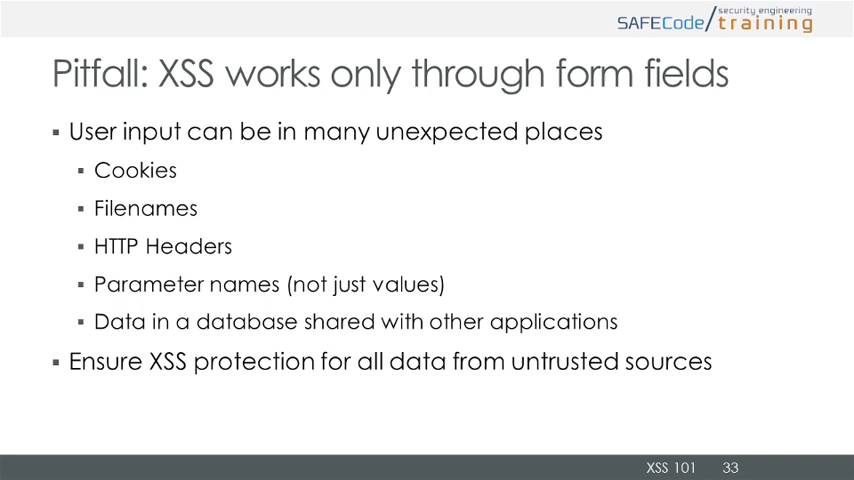 SAFECode/security engineering training
Pitfall: XSS works only through form fields
▪ User input can be in many unexpected places
▪ Cookies
▪ Filenames
▪ HTTP Headers
▪ Parameter names (not just values)
▪ Data in a database shared with other applications
▪ Ensure XSS protection for all data from untrusted sources
XSS 101 33